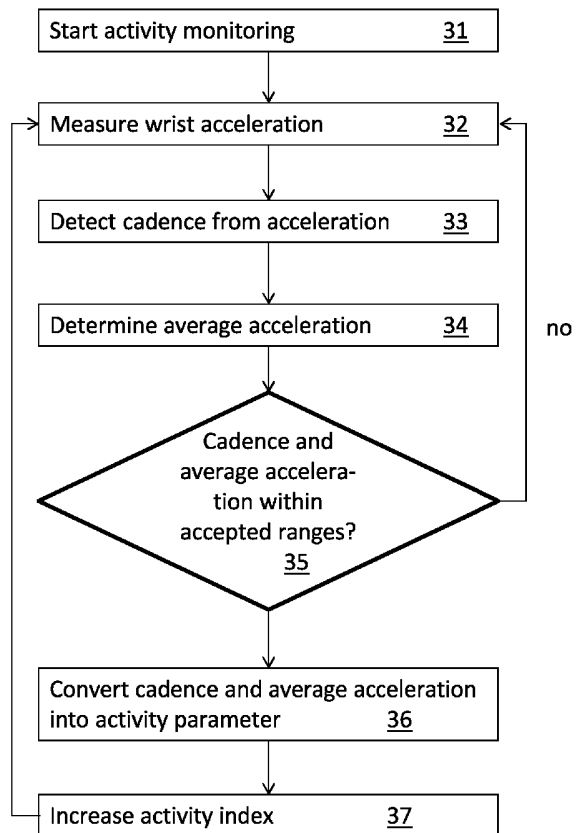 Start activity monitoring 31
Measure wrist acceleration 32
Detect cadence from acceleration 33
Determine average acceleration 34
no
Cadence and
average accelera-
tion within
accepted ranges?
35
Convert cadence and average acceleration
into activity parameter 36
Increase activity index 37